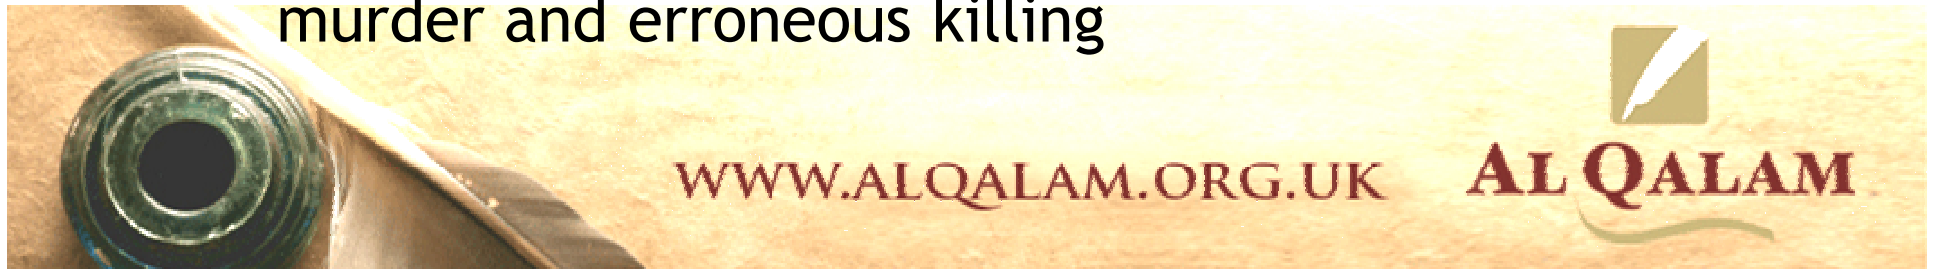 murder and erroneous killing
WWW.ALQALAM.ORG.UK
AL QALAM